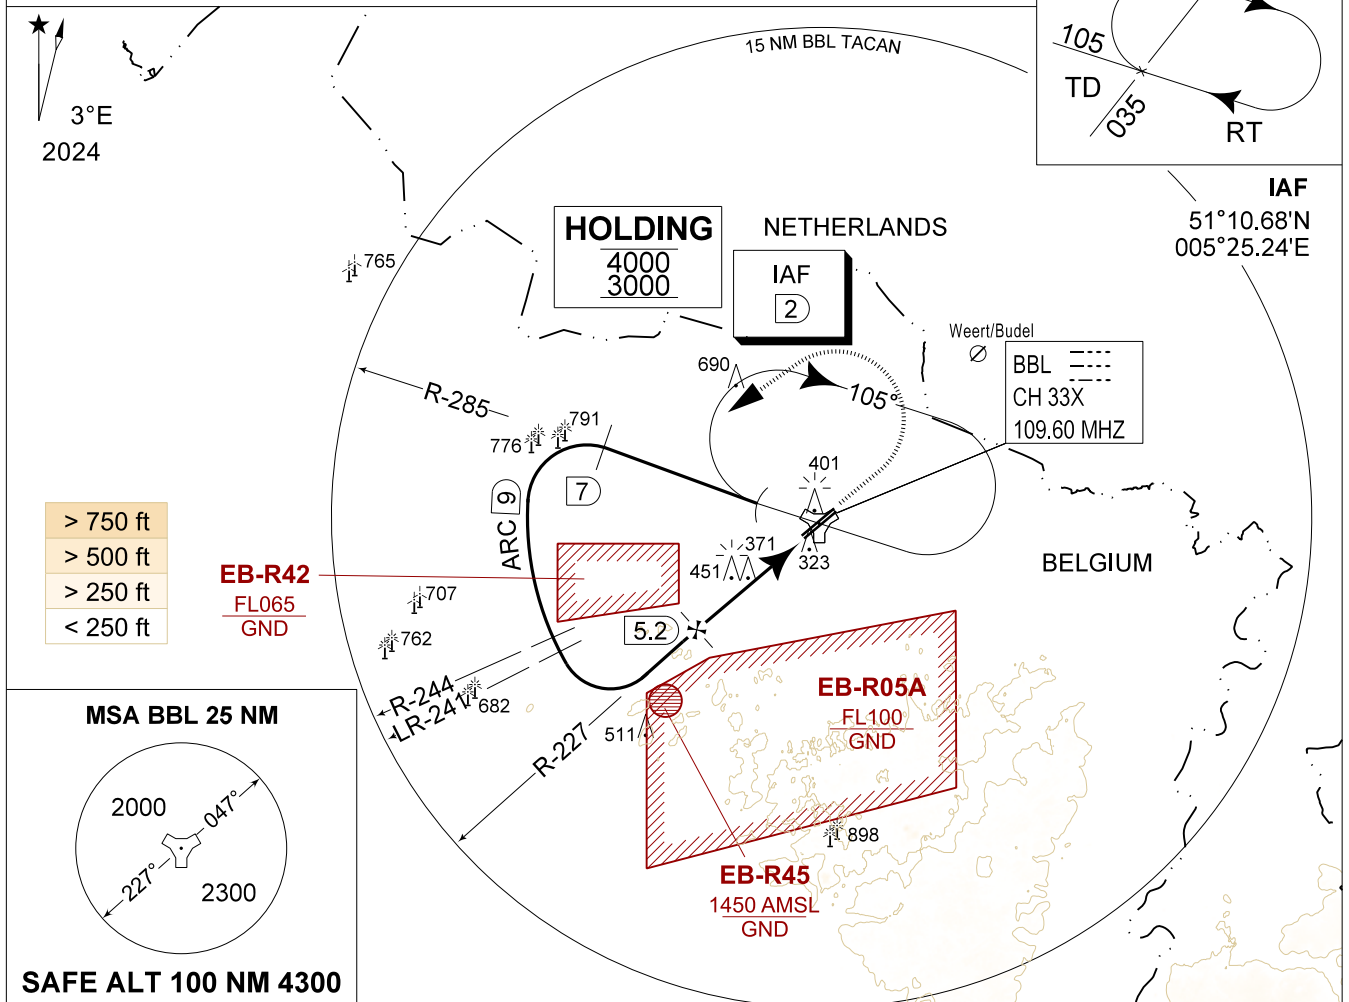 15 NM BBL TACAN
105
TD
035
RT
3°E
2024
IAF
51°10.68'N
005°25.24'E
HOLDING
4000
3000
NETHERLANDS
IAF
2
765
Weert/Budel
BBL
CH 33X
109.60 MHZ
690
105°
R-285
791
776
7
ARC 9
401
371
451
323
BELGIUM
> 750 ft
> 500 ft
> 250 ft
< 250 ft
EB-R42
FL065
GND
707
762
5.2
R-244
LR-241
682
R-227
511
EB-R05A
FL100
GND
898
EB-R45
1450 AMSL
GND
MSA BBL 25 NM
2000
047°
227°
2300
SAFE ALT 100 NM 4300